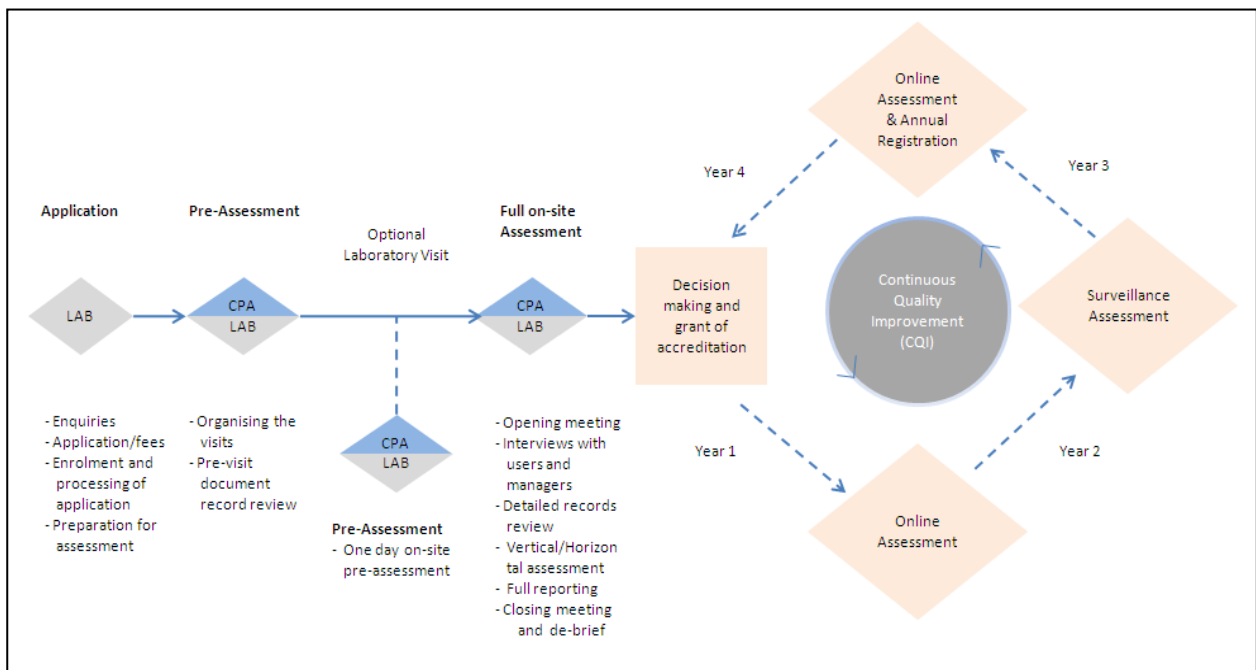 Application
LAB
- Enquiries
- Application/fees
- Enrolment and
processing of
application
- Preparation for
assessment
Pre-Assessment
CPA
LAB
- Organising the
visits
- Pre-visit
document
record review
Optional
Laboratory Visit
CPA
LAB
Pre-Assessment
- One day on-site
pre-assessment
Full on-site
Assessment
CPA
LAB
- Opening meeting
- Interviews with
users and
managers
- Detailed records
review
- Vertical/Horizon
tal assessment
- Full reporting
- Closing meeting
and de-brief
Decision
making and
grant of
accreditation
Year 1
Online
Assessment
Year 2
Surveillance
Assessment
Year 3
Online
Assessment
& Annual
Registration
Year 4
Continuous
Quality
Improvement
(CQI)